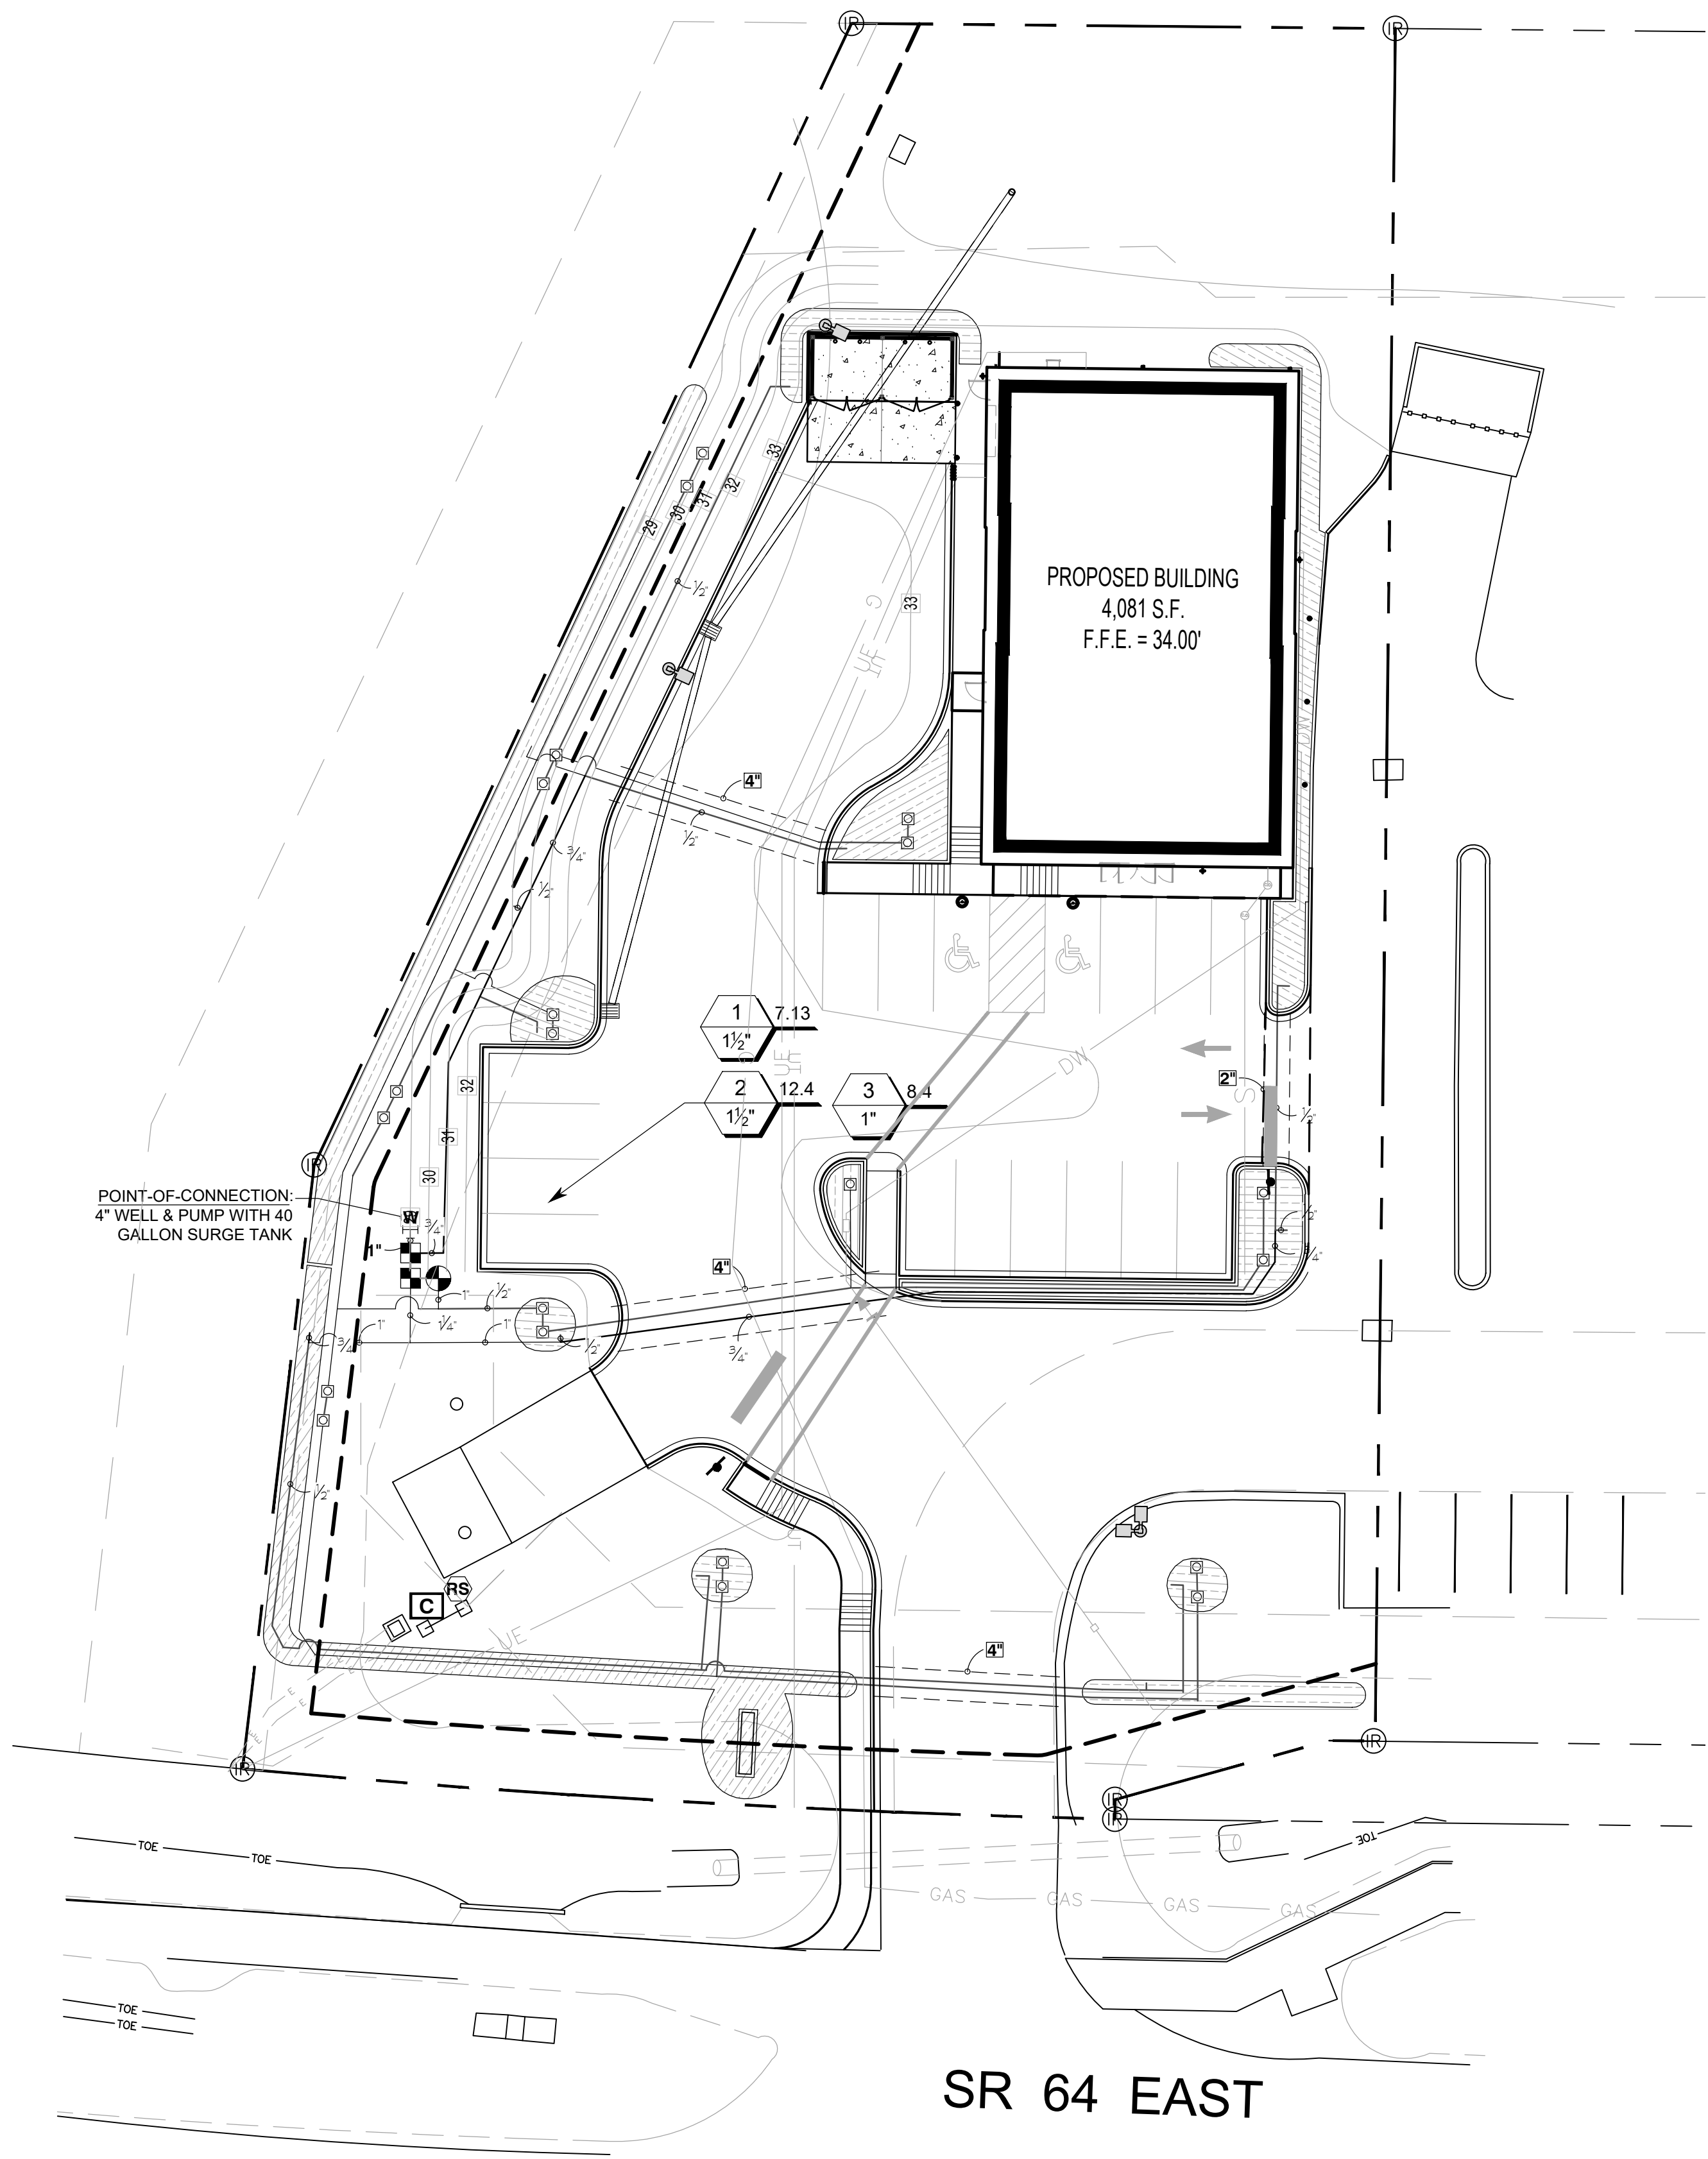 IR
IR
33
32
31
30
29
½"
G
UE
33
PROPOSED BUILDING
4,081 S.F.
F.F.E. = 34.00'
4"
½"
¾"
½"
1
1½"
7.13
UE
DW
2
1½"
12.4
3
1"
8.4
2"
S
½"
32
31
30
IR
POINT-OF-CONNECTION:
4" WELL & PUMP WITH 40
GALLON SURGE TANK
W
¾"
1"
4"
½"
¼"
1"
½"
1¼"
1"
1"
¾"
½"
¾"
½"
RS
C
UE
E
E
4"
IR
IR
IR
IR
TOE
TOE
TOE
GAS
GAS
GAS
GAS
TOE
TOE
SR 64 EAST